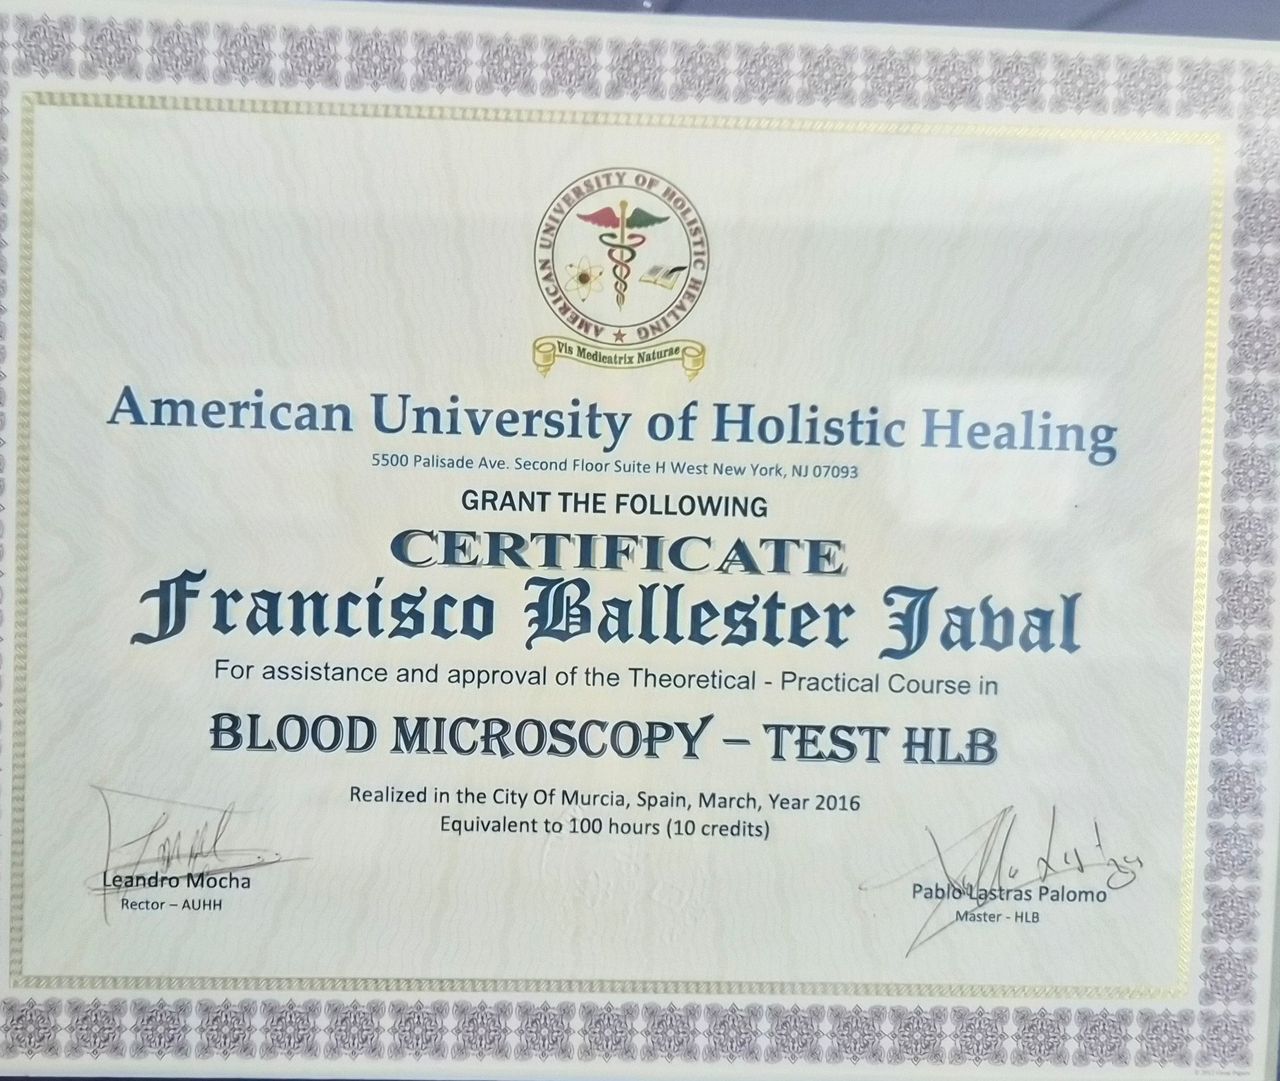 AMERICAN UNIVERSITY OF HOLISTIC HEALING
Vis Medicatrix Naturae
American University of Holistic Healing
5500 Palisade Ave. Second Floor Suite H West New York, NJ 07093
GRANT THE FOLLOWING
CERTIFICATE
Francisco Ballester Javal
For assistance and approval of the Theoretical - Practical Course in
BLOOD MICROSCOPY – TEST HLB
Realized in the City Of Murcia, Spain, March, Year 2016
Equivalent to 100 hours (10 credits)
Leandro Mocha
Rector – AUHH
Pablo Lastras Palomo
Master - HLB